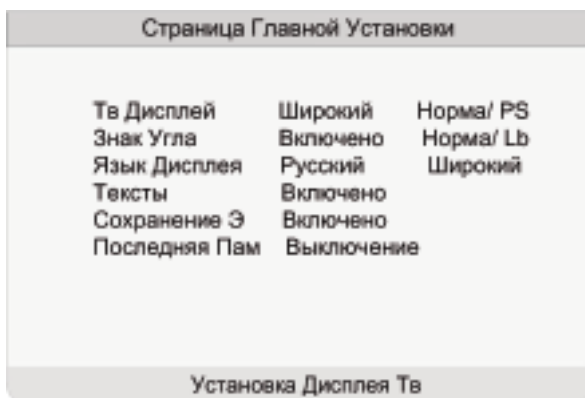 Страница Главной Установки
Тв Дисплей Широкий Норма/ PS
Знак Угла Включено Норма/ Lb
Язык Дисплея Русский Широкий
Тексты Включено
Сохранение Э Включено
Последняя Пам Выключение
Установка Дисплея Тв